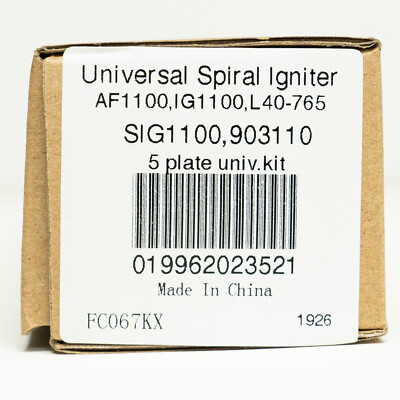 Universal Spiral Igniter
AF1100,IG1100,L40-765
SIG1100,903110
5 plate univ.kit
019962023521
Made In China
FC067KX 1926